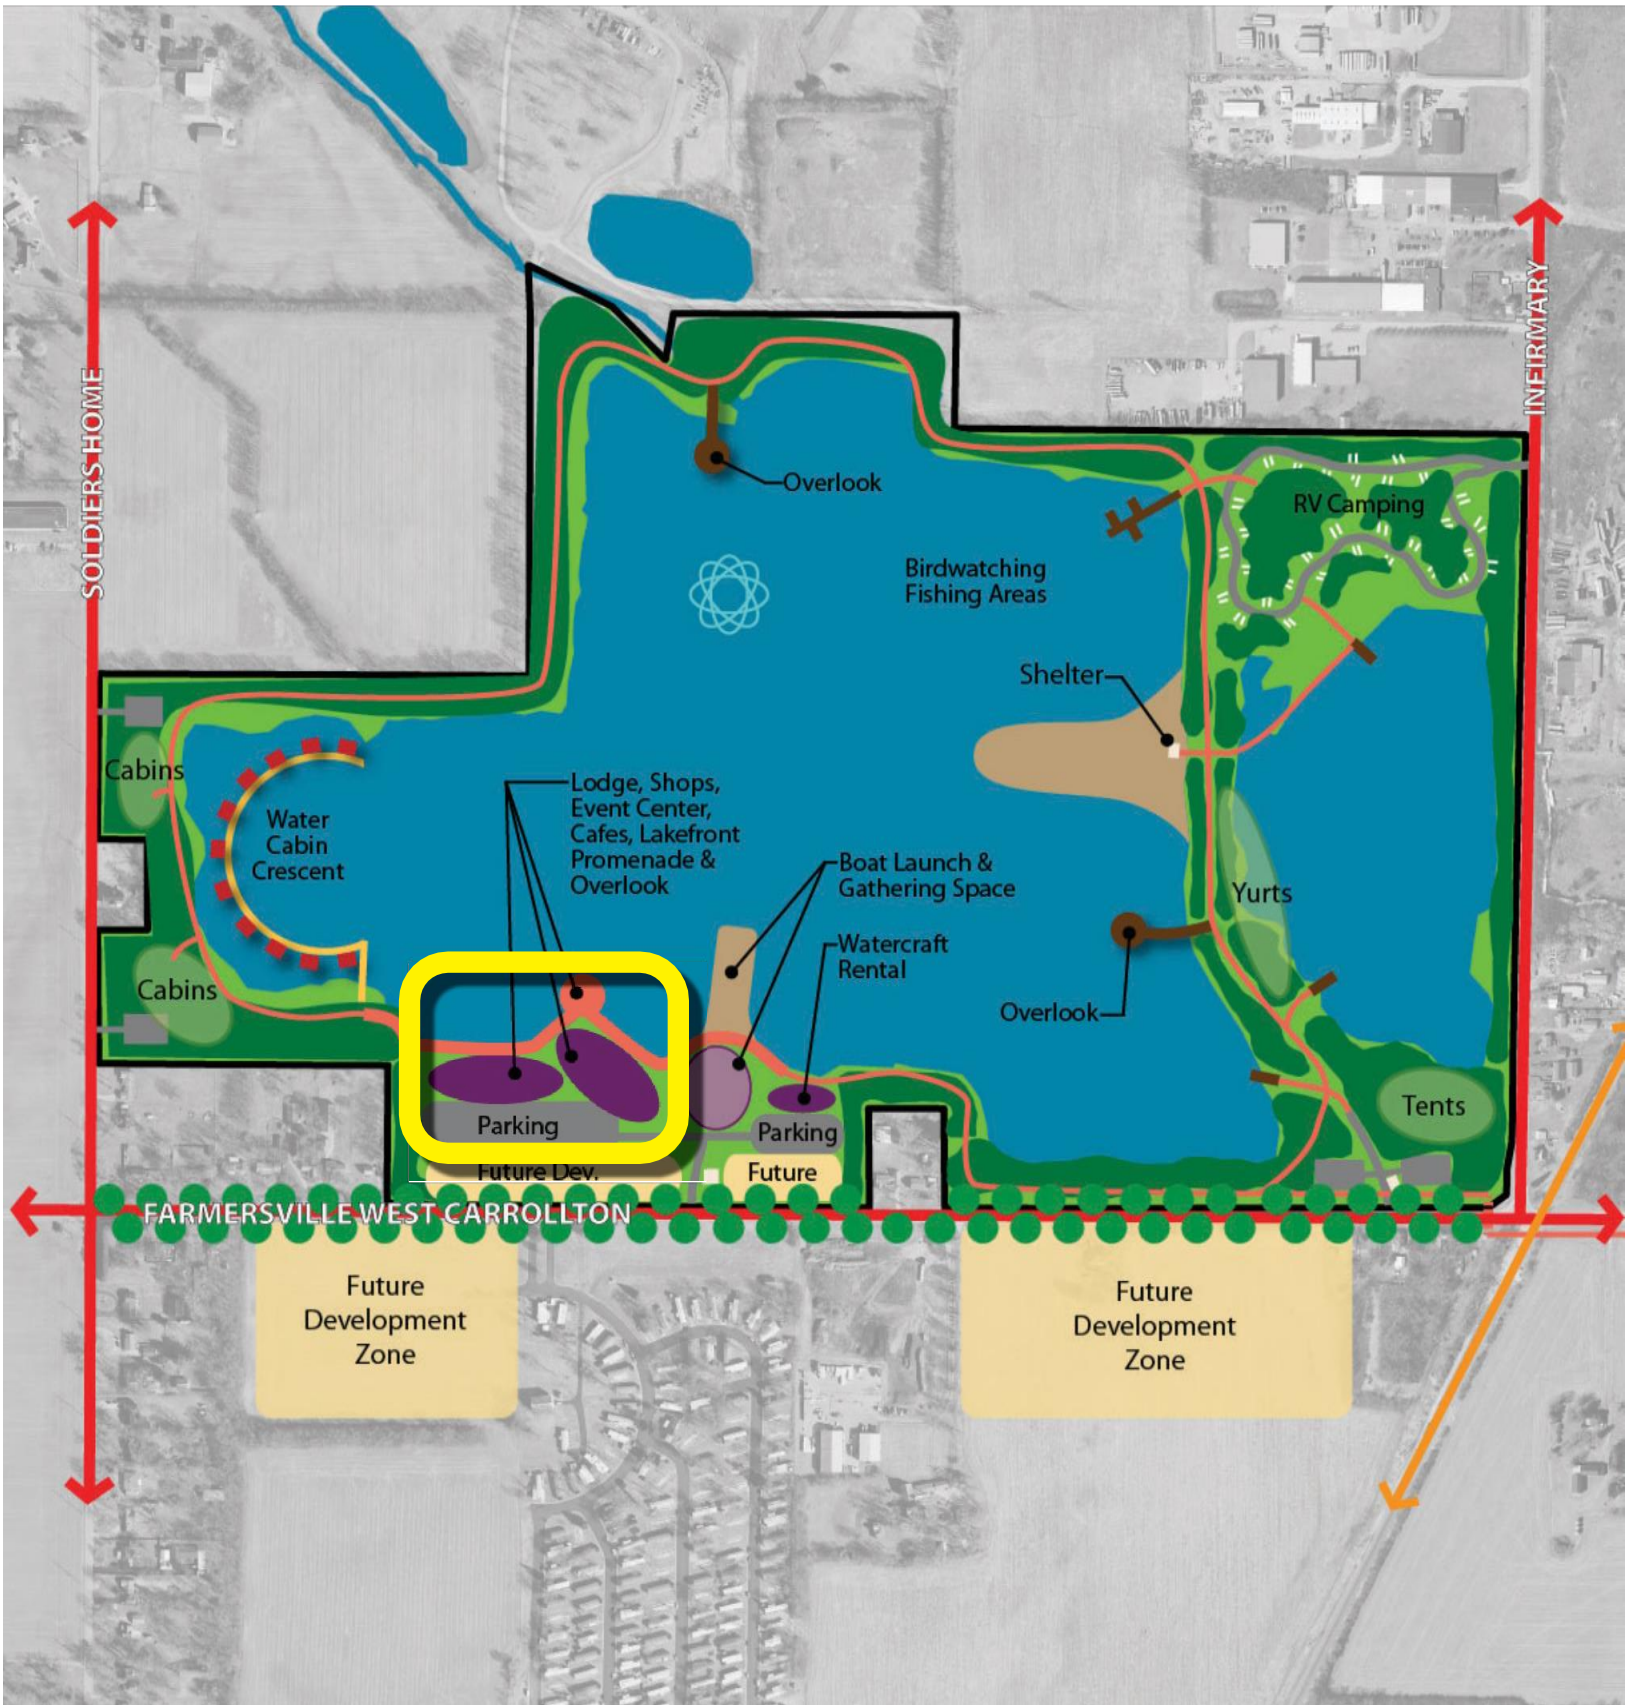 SOLDIERS HOME
INFIRMARY
Overlook
RV Camping
Birdwatching
Fishing Areas
Shelter
Cabins
Water
Cabin
Crescent
Lodge, Shops,
Event Center,
Cafes, Lakefront
Promenade &
Overlook
Boat Launch &
Gathering Space
Yurts
Watercraft
Rental
Cabins
Overlook
Tents
Parking
Parking
Future Dev.
Future
FARMERSVILLE WEST CARROLLTON
Future
Development
Zone
Future
Development
Zone